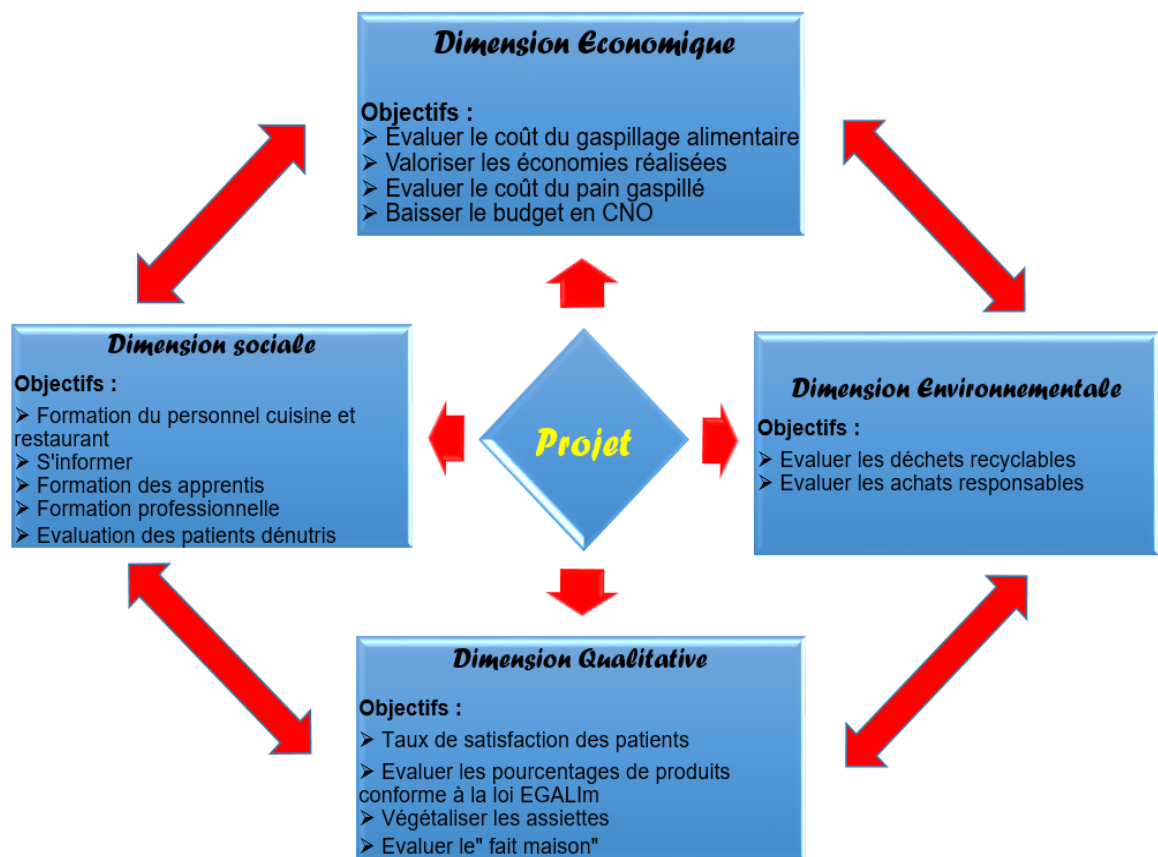 Dimension Economique
Objectifs :
➢ Evaluer le coût du gaspillage alimentaire
➢ Valoriser les économies réalisées
➢ Evaluer le coût du pain gaspillé
➢ Baisser le budget en CNO
Dimension sociale
Objectifs :
➢ Formation du personnel cuisine et
restaurant
➢ S'informer
➢ Formation des apprentis
➢ Formation professionnelle
➢ Evaluation des patients dénutris
Projet
Dimension Environnementale
Objectifs :
➢ Evaluer les déchets recyclables
➢ Evaluer les achats responsables
Dimension Qualitative
Objectifs :
➢ Taux de satisfaction des patients
➢ Evaluer les pourcentages de produits
conforme à la loi EGALIm
➢ Végétaliser les assiettes
➢ Evaluer le" fait maison"